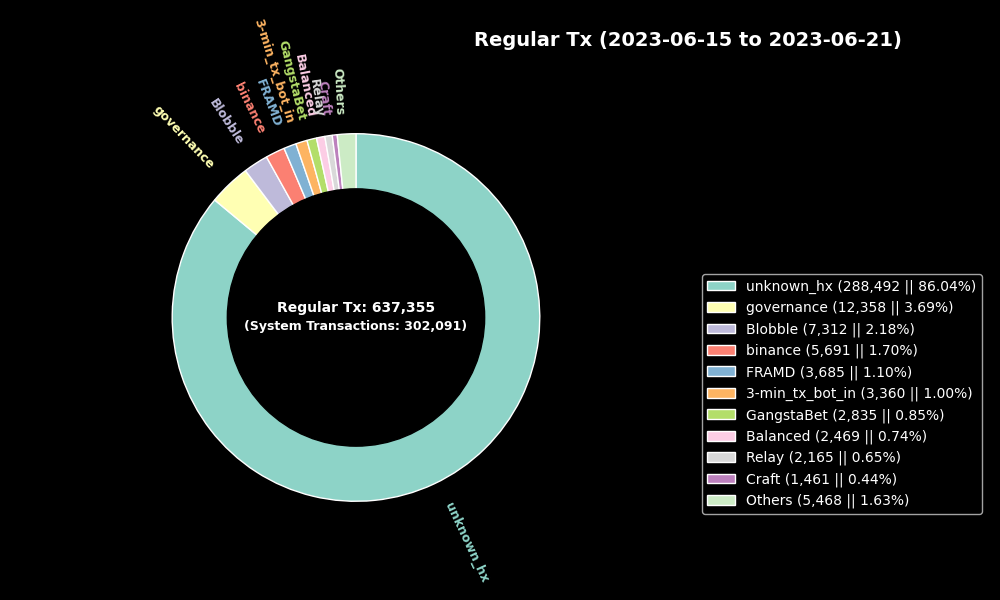 Regular Tx (2023-06-15 to 2023-06-21)
governance
Blobble
binance
FRAMD
3-min_tx_bot_in
GangstaBet
Balanced
Relay
Craft
Others
Regular Tx: 637,355
(System Transactions: 302,091)
unknown_hx
unknown_hx (288,492 || 86.04%)
governance (12,358 || 3.69%)
Blobble (7,312 || 2.18%)
binance (5,691 || 1.70%)
FRAMD (3,685 || 1.10%)
3-min_tx_bot_in (3,360 || 1.00%)
GangstaBet (2,835 || 0.85%)
Balanced (2,469 || 0.74%)
Relay (2,165 || 0.65%)
Craft (1,461 || 0.44%)
Others (5,468 || 1.63%)